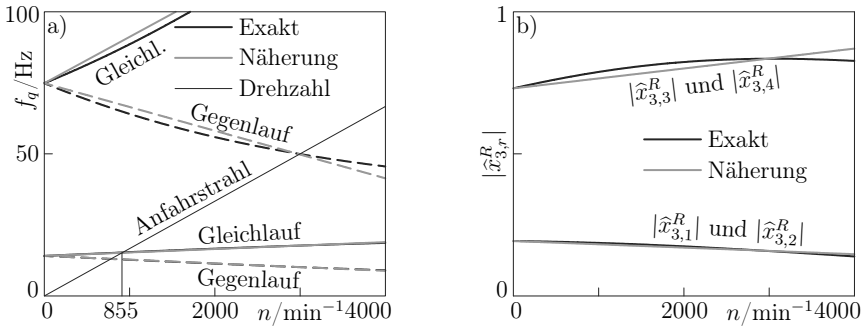 100
a)
Exakt
Näherung
Drehzahl
Gleichl.
f_q/Hz
Gegenlauf
50
Anfahrstrahl
Gleichlauf
Gegenlauf
0
0 855 2000 n/min⁻¹ 4000
1
b)
|x̂^R_{3,3}| und |x̂^R_{3,4}|
Exakt
Näherung
|x̂^R_{3,r}|
|x̂^R_{3,1}| und |x̂^R_{3,2}|
0
0 2000 n/min⁻¹ 4000